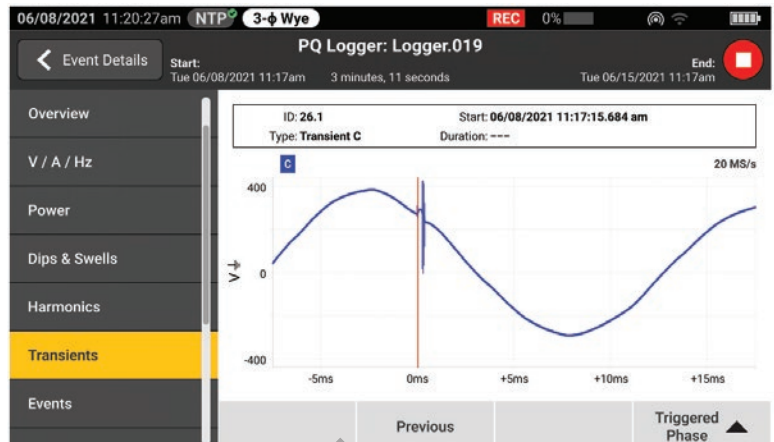 06/08/2021 11:20:27am NTP 3-ϕ Wye REC 0%
PQ Logger: Logger.019
Event Details
Start:
Tue 06/08/2021 11:17am 3 minutes, 11 seconds
End:
Tue 06/15/2021 11:17am
Overview
V / A / Hz
Power
Dips & Swells
Harmonics
Transients
Events
ID: 26.1 Start: 06/08/2021 11:17:15.684 am
Type: Transient C Duration: ---
C 20 MS/s
400
V⏚ 0
-400
-5ms 0ms +5ms +10ms +15ms
Previous
Triggered
Phase